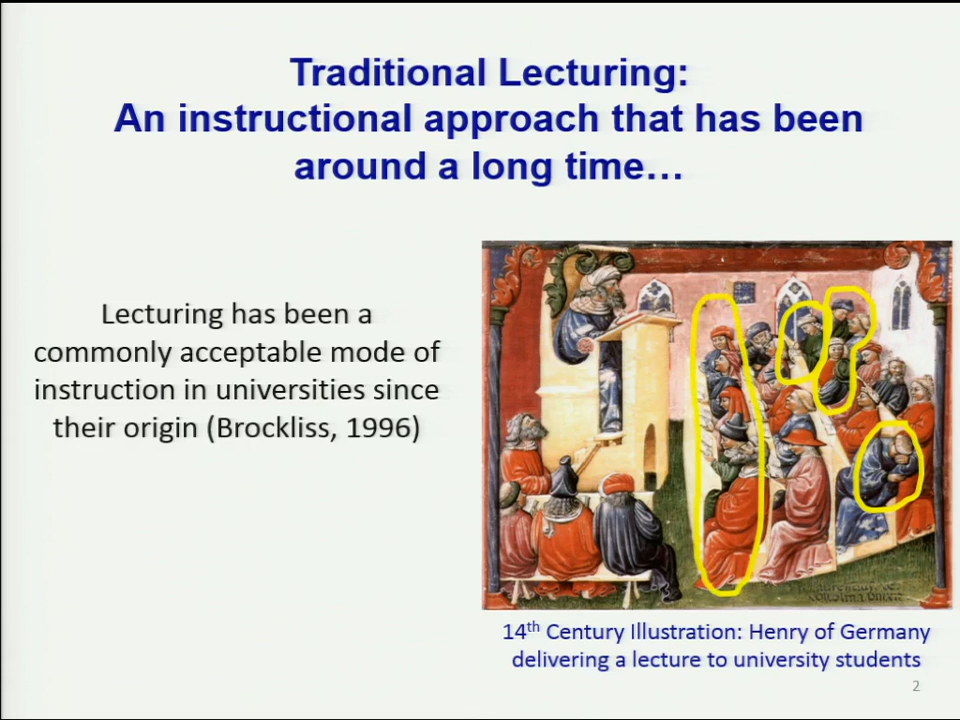 Traditional Lecturing:
An instructional approach that has been
around a long time…
Lecturing has been a
commonly acceptable mode of
instruction in universities since
their origin (Brockliss, 1996)
14th Century Illustration: Henry of Germany
delivering a lecture to university students
2